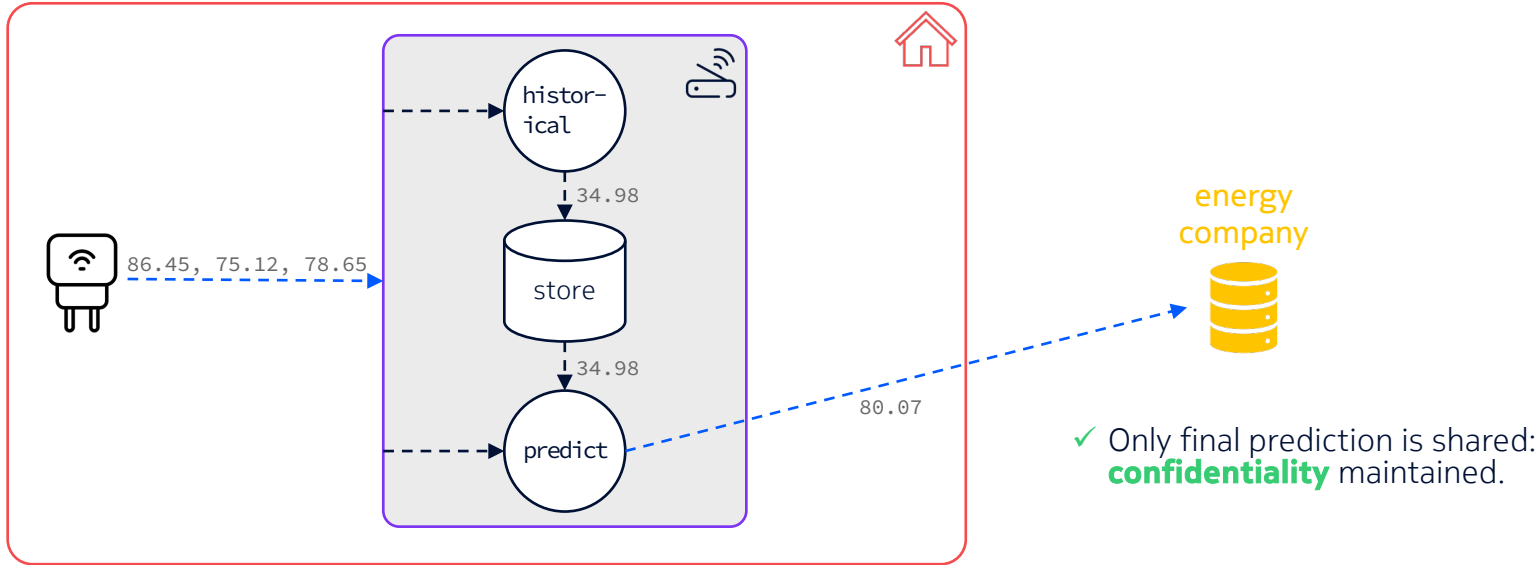 histor-
ical
34.98
86.45, 75.12, 78.65
store
34.98
predict
80.07
energy
company
✓ Only final prediction is shared:
confidentiality maintained.